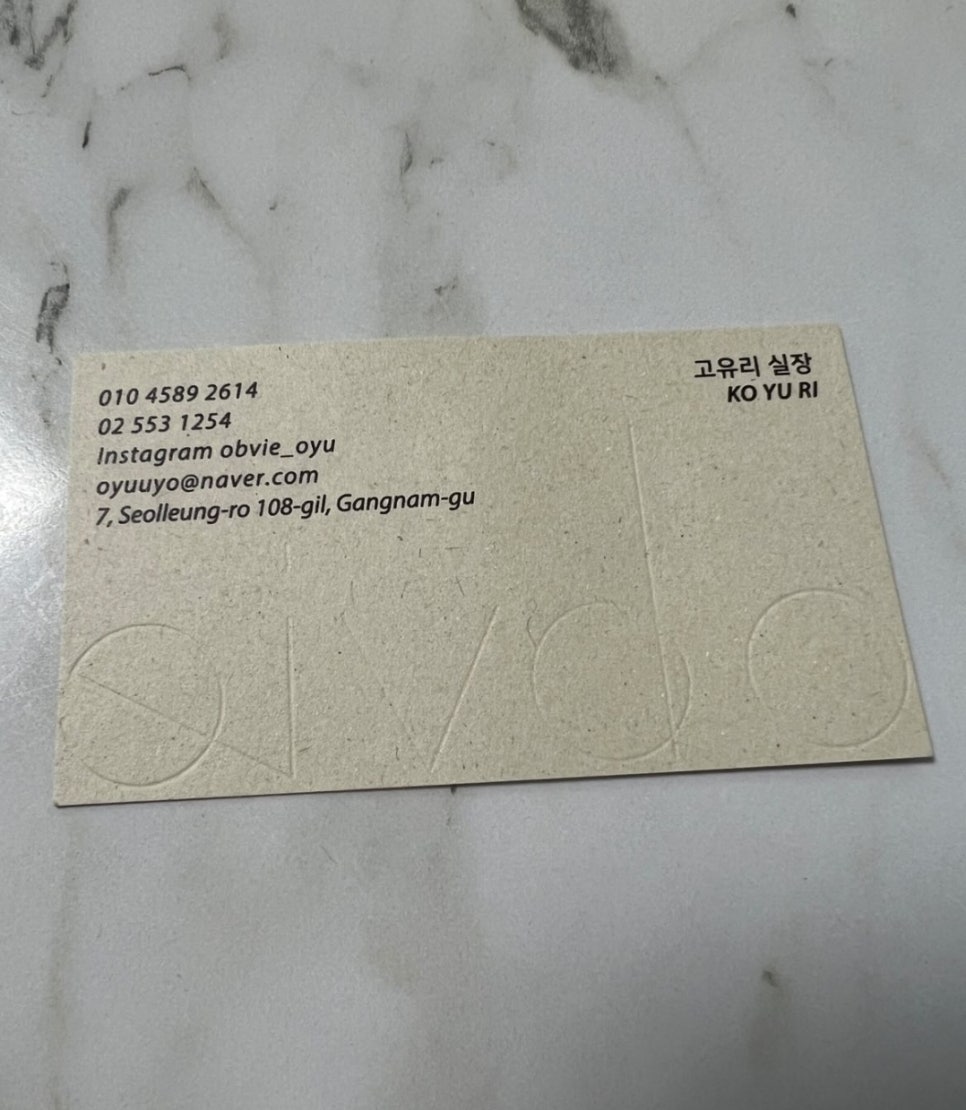 010 4589 2614
02 553 1254
Instagram obvie_oyu
oyuuyo@naver.com
7, Seolleung-ro 108-gil, Gangnam-gu
고유리 실장
KO YU RI